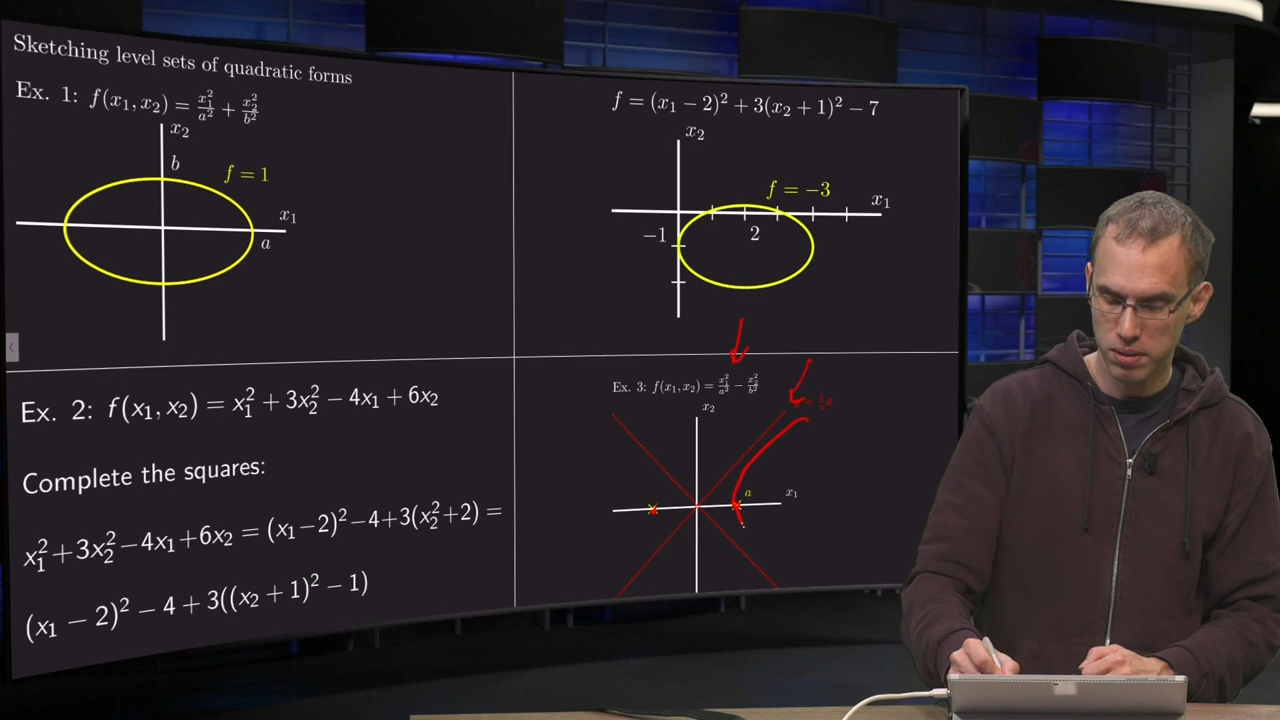 Sketching level sets of quadratic forms
Ex. 1: f(x₁, x₂) = x₁²/a² + x₂²/b²
x₂
b
f = 1
x₁
a
f = (x₁ − 2)² + 3(x₂ + 1)² − 7
x₂
f = −3
x₁
−1
2
Ex. 2: f(x₁, x₂) = x₁² + 3x₂² − 4x₁ + 6x₂
Complete the squares:
x₁²+3x₂²−4x₁+6x₂ = (x₁−2)²−4+3(x₂²+2) =
(x₁ − 2)² − 4 + 3((x₂ + 1)² − 1)
Ex. 3: f(x₁, x₂) = x₁²/a² − x₂²/b²
x₂
a
x₁